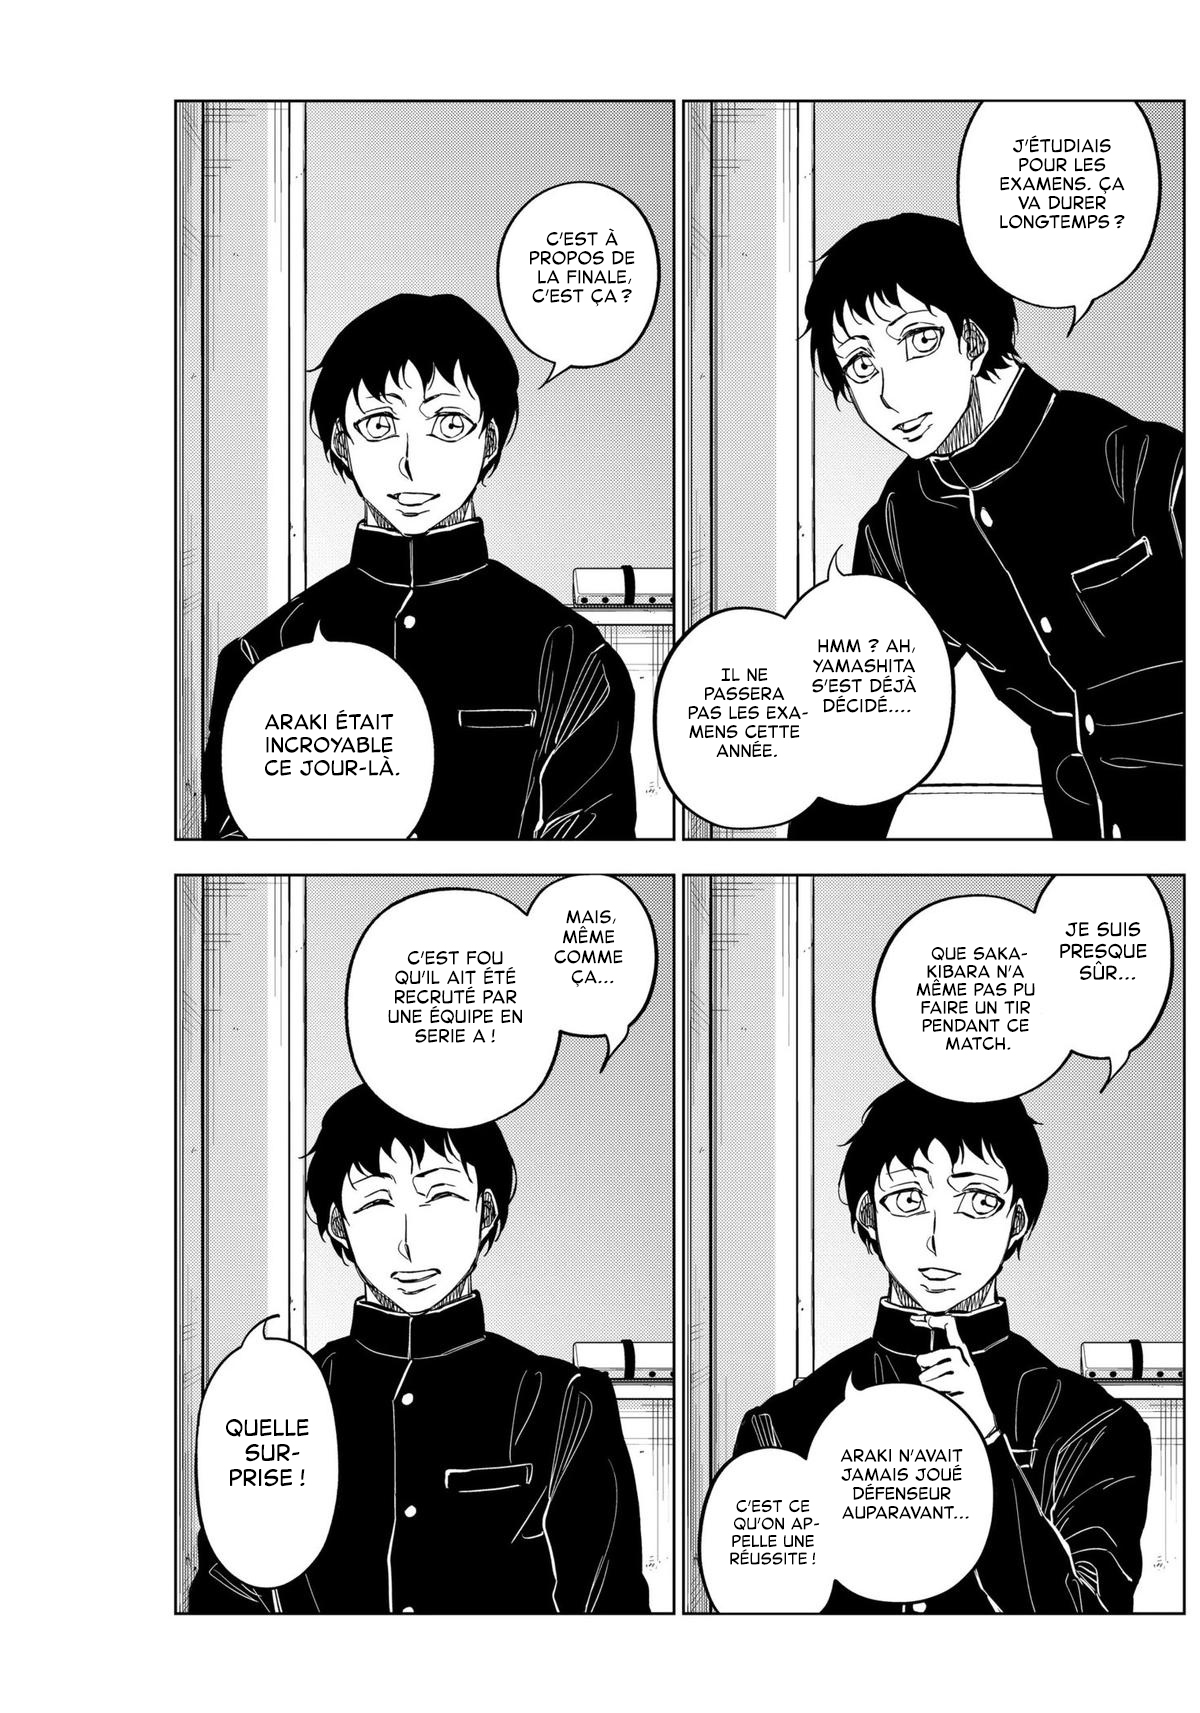 J'ÉTUDIAIS
POUR LES
EXAMENS. ÇA
VA DURER
LONGTEMPS ?
HMM ? AH,
YAMASHITA
S'EST DÉJÀ
DÉCIDÉ....
IL NE
PASSERA
PAS LES EXA-
MENS CETTE
ANNÉE.
C'EST À
PROPOS DE
LA FINALE,
C'EST ÇA ?
ARAKI ÉTAIT
INCROYABLE
CE JOUR-LÀ.
JE SUIS
PRESQUE
SÛR...
QUE SAKA-
KIBARA N'A
MÊME PAS PU
FAIRE UN TIR
PENDANT CE
MATCH.
ARAKI N'AVAIT
JAMAIS JOUÉ
DÉFENSEUR
AUPARAVANT...
C'EST CE
QU'ON AP-
PELLE UNE
RÉUSSITE !
MAIS,
MÊME
COMME
ÇA...
C'EST FOU
QU'IL AIT ÉTÉ
RECRUTÉ PAR
UNE ÉQUIPE EN
SERIE A !
QUELLE
SUR-
PRISE !